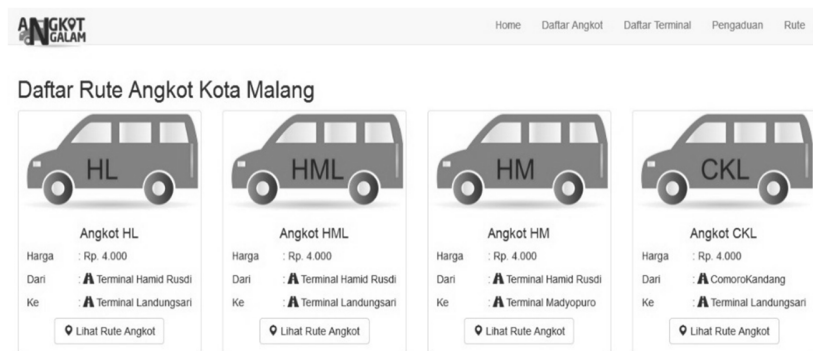 ANGKOT
NGALAM
Home Daftar Angkot Daftar Terminal Pengaduan Rute
Daftar Rute Angkot Kota Malang
HL HML HM CKL
Angkot HL Angkot HML Angkot HM Angkot CKL
Harga : Rp. 4.000 Harga : Rp. 4.000 Harga : Rp. 4.000 Harga : Rp. 4.000
Dari : Terminal Hamid Rusdi Dari : Terminal Hamid Rusdi Dari : Terminal Hamid Rusdi Dari : ComoroKandang
Ke : Terminal Landungsari Ke : Terminal Landungsari Ke : Terminal Madyopuro Ke : Terminal Landungsari
Lihat Rute Angkot Lihat Rute Angkot Lihat Rute Angkot Lihat Rute Angkot